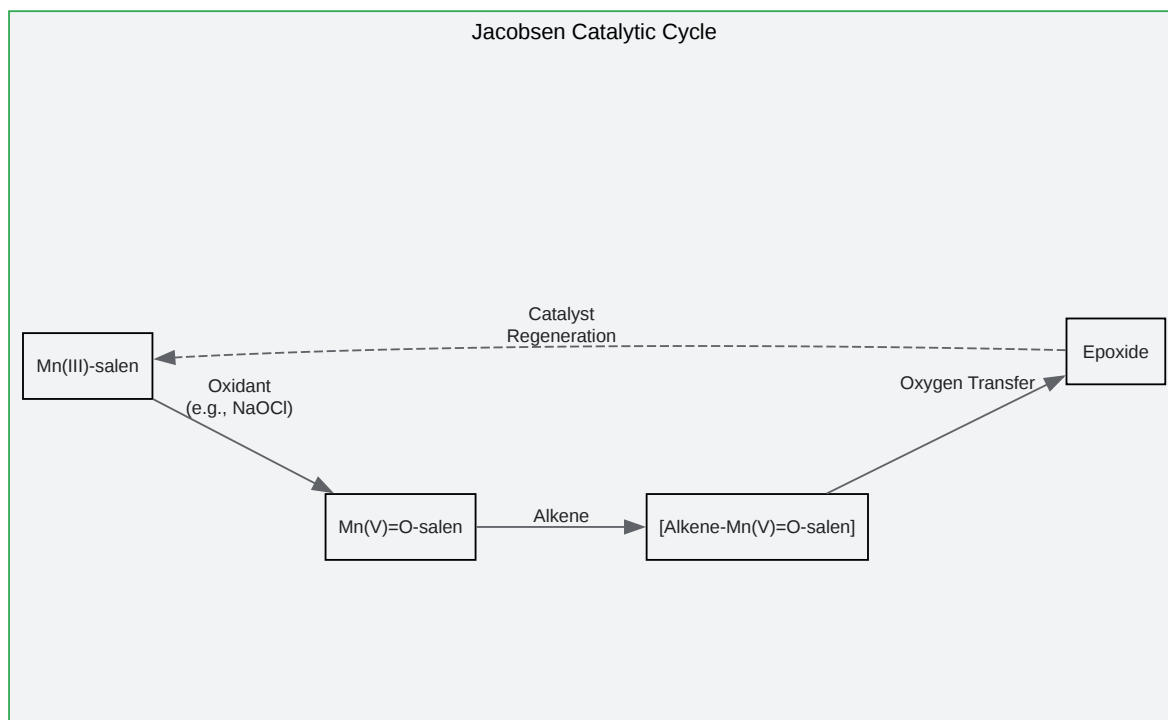 Jacobsen Catalytic Cycle
Catalyst
Regeneration
Mn(III)-salen
Epoxide
Oxidant
(e.g., NaOCl)
Oxygen Transfer
Mn(V)=O-salen
Alkene
[Alkene-Mn(V)=O-salen]